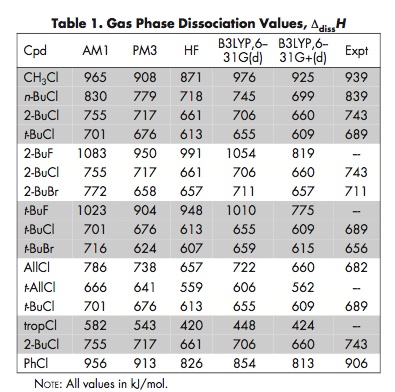 Table 1. Gas Phase Dissociation Values, ΔdissH
Cpd AM1 PM3 HF B3LYP,6–31G(d) B3LYP,6–31G+(d) Expt
CH3Cl 965 908 871 976 925 939
n-BuCl 830 779 718 745 699 839
2-BuCl 755 717 661 706 660 743
t-BuCl 701 676 613 655 609 689
2-BuF 1083 950 991 1054 819 --
2-BuCl 755 717 661 706 660 743
2-BuBr 772 658 657 711 657 711
t-BuF 1023 904 948 1010 775 --
t-BuCl 701 676 613 655 609 689
t-BuBr 716 624 607 659 615 656
AllCl 786 738 657 722 660 682
t-AllCl 666 641 559 606 562 --
t-BuCl 701 676 613 655 609 689
tropCl 582 543 420 448 424 --
2-BuCl 755 717 661 706 660 743
PhCl 956 913 826 854 813 906
NOTE: All values in kJ/mol.